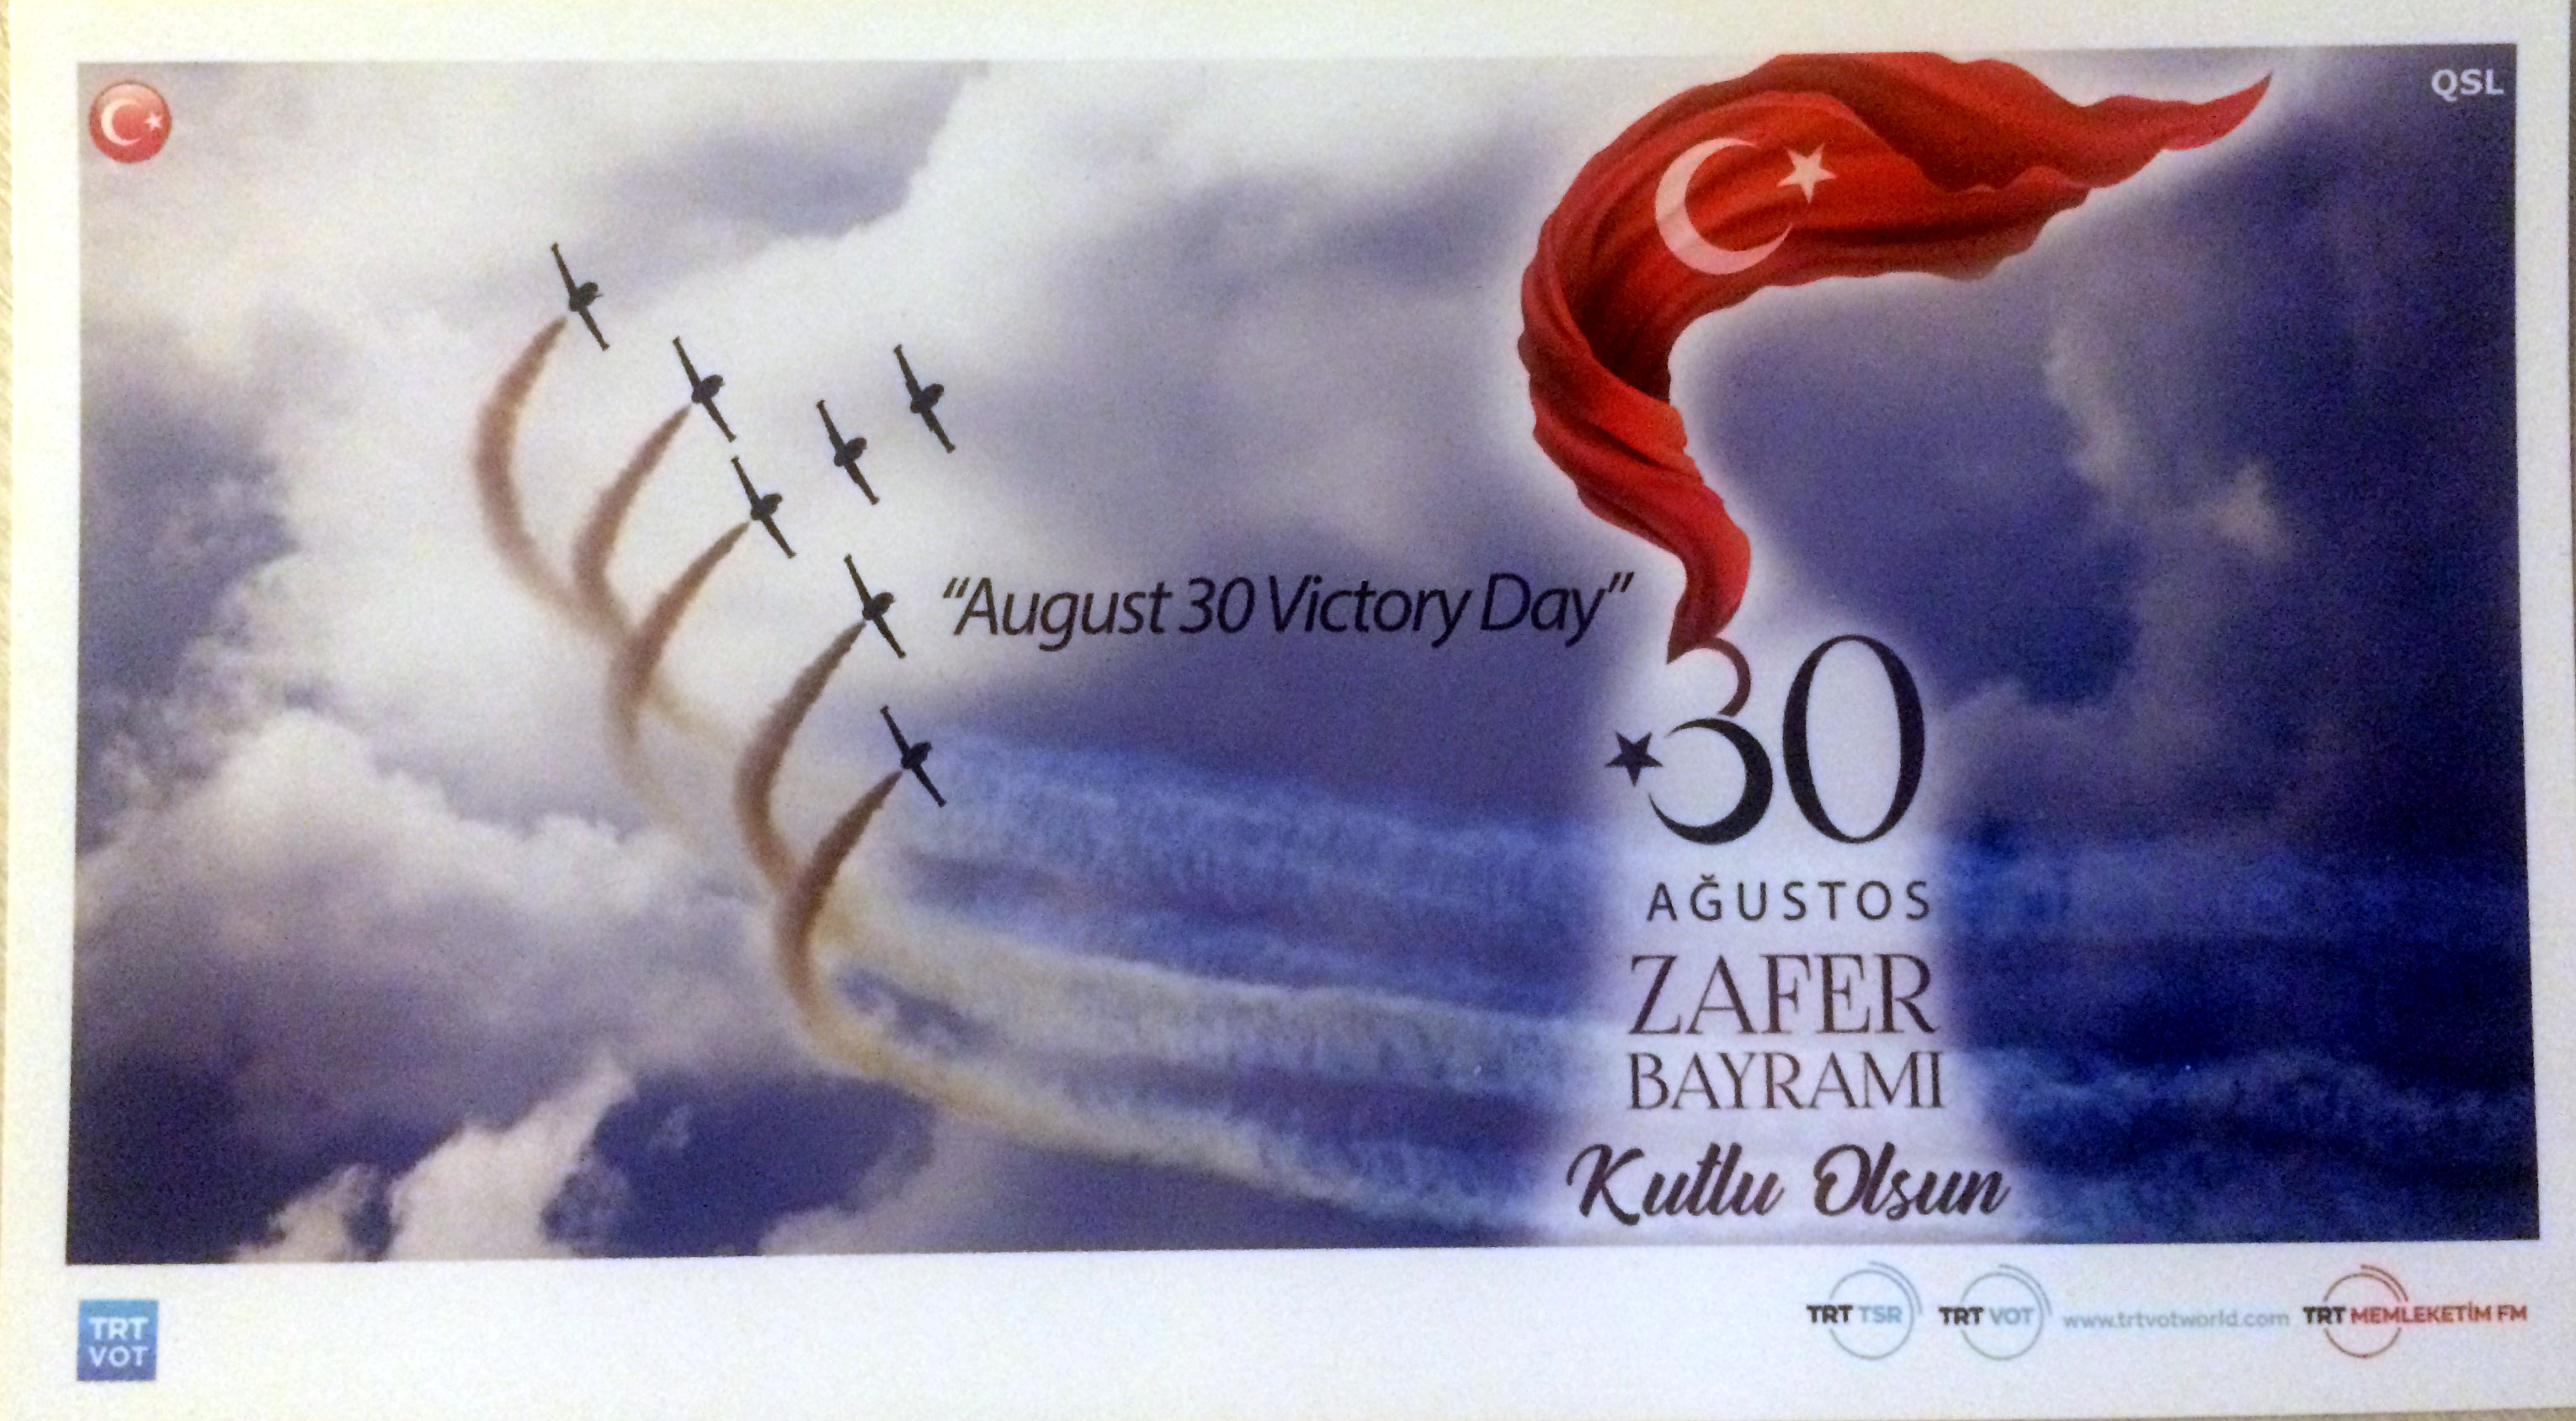 QSL
“August 30 Victory Day”
30
AĞUSTOS
ZAFER
BAYRAMI
Kutlu Olsun
TRT
VOT
TRT TSR
TRT VOT
www.trtvotworld.com
TRT MEMLEKETİM FM